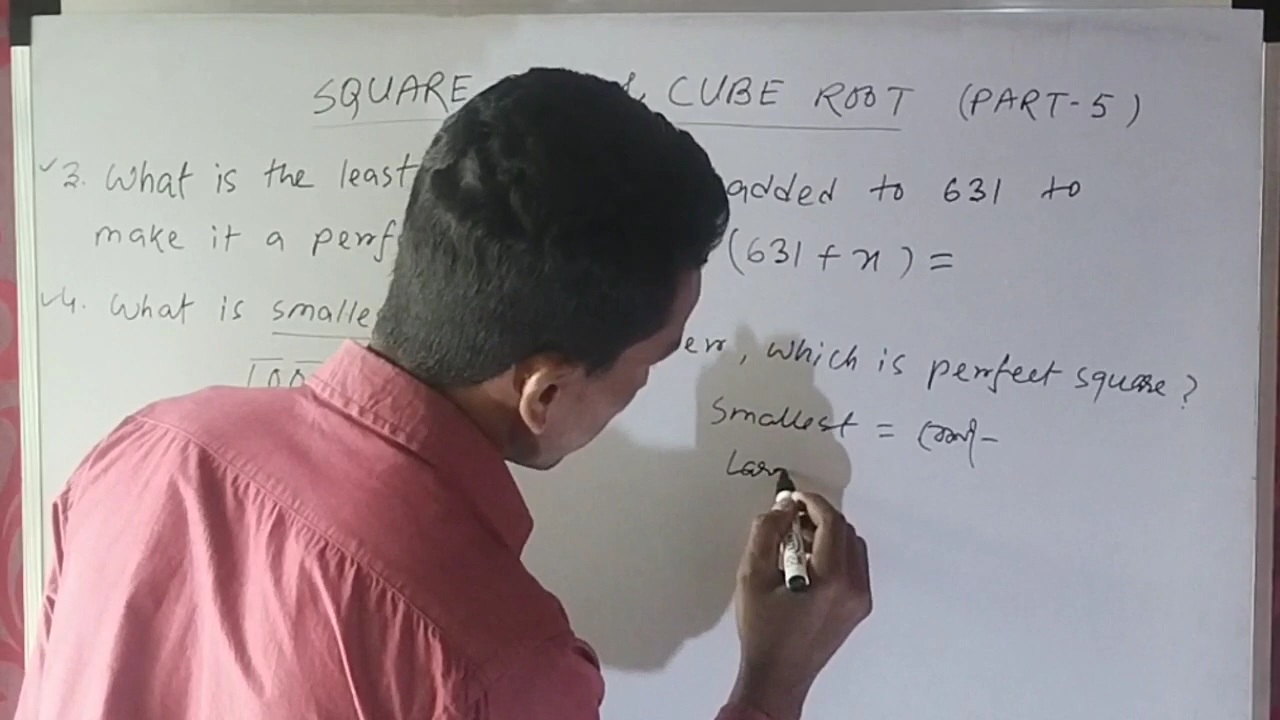 SQUARE & CUBE ROOT (PART-5)
3. What is the least added to 631 to
make it a perf (631 + x) =
4. What is smalle er, which is perfect square?
100
Smallest =
Lar